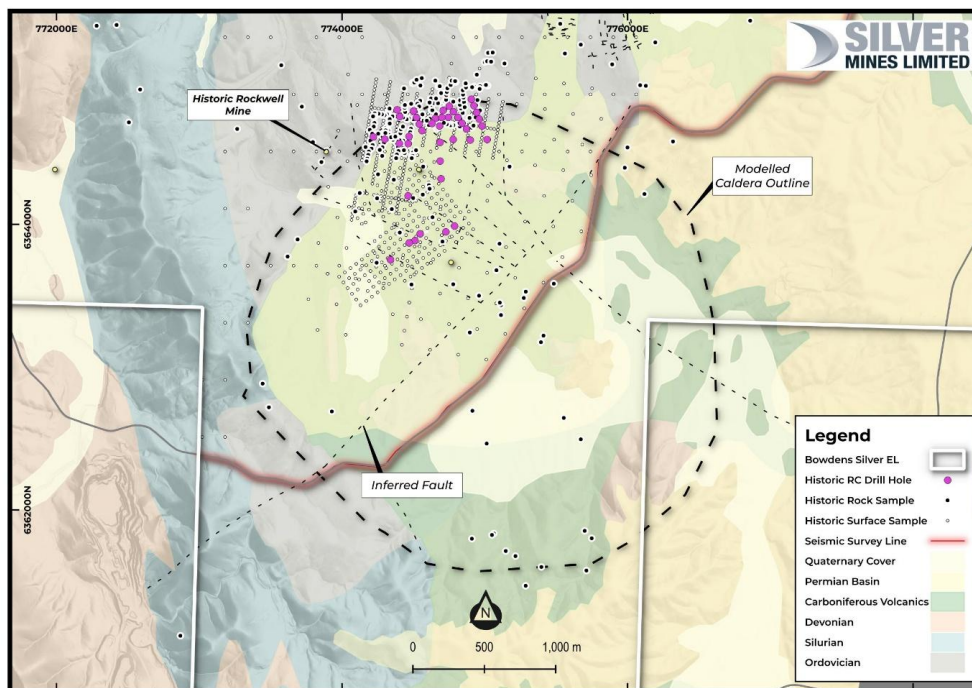 772000E
774000E
776000E
SILVER
MINES LIMITED
Historic Rockwell
Mine
Modelled
Caldera Outline
6364000N
Inferred Fault
6362000N
N
0 500 1,000 m
Legend
Bowdens Silver EL
Historic RC Drill Hole
Historic Rock Sample
Historic Surface Sample
Seismic Survey Line
Quaternary Cover
Permian Basin
Carboniferous Volcanics
Devonian
Silurian
Ordovician